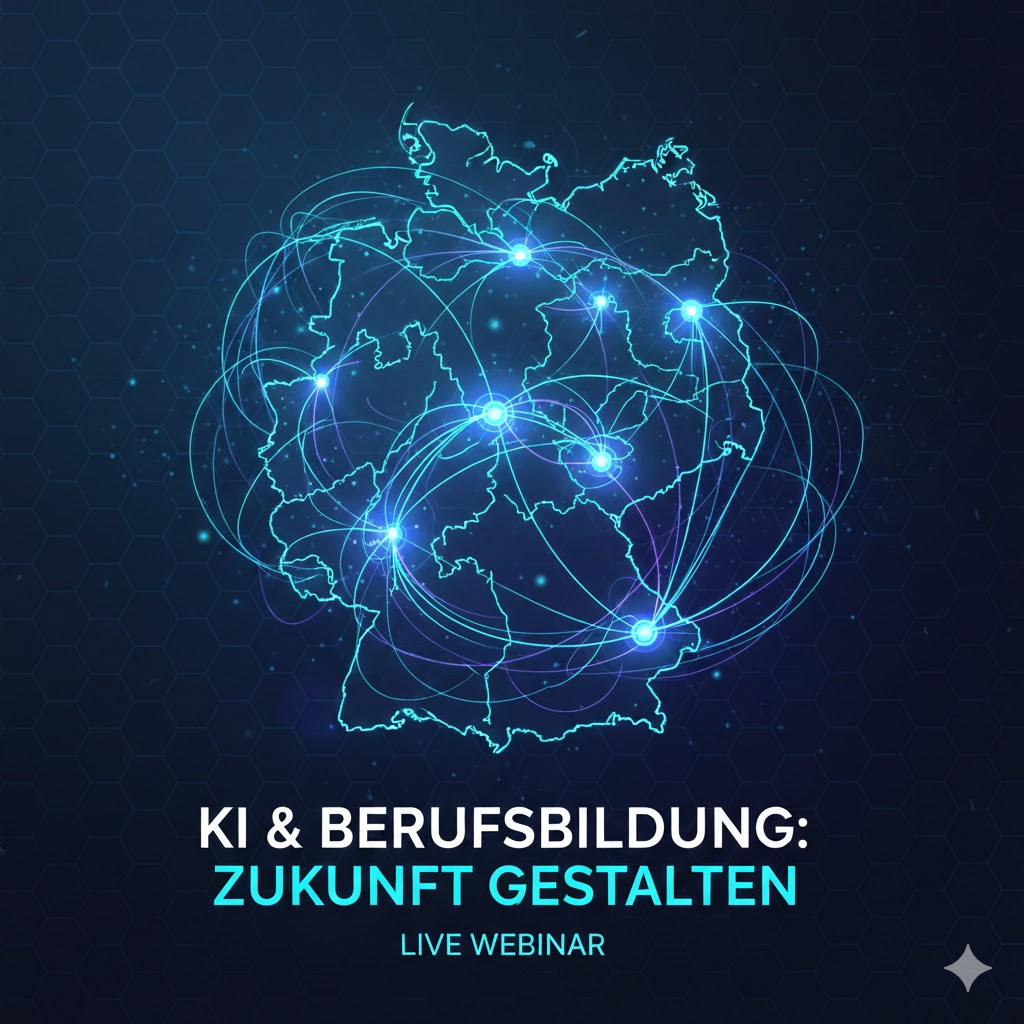 KI & BERUFSBILDUNG:
ZUKUNFT GESTALTEN
LIVE WEBINAR